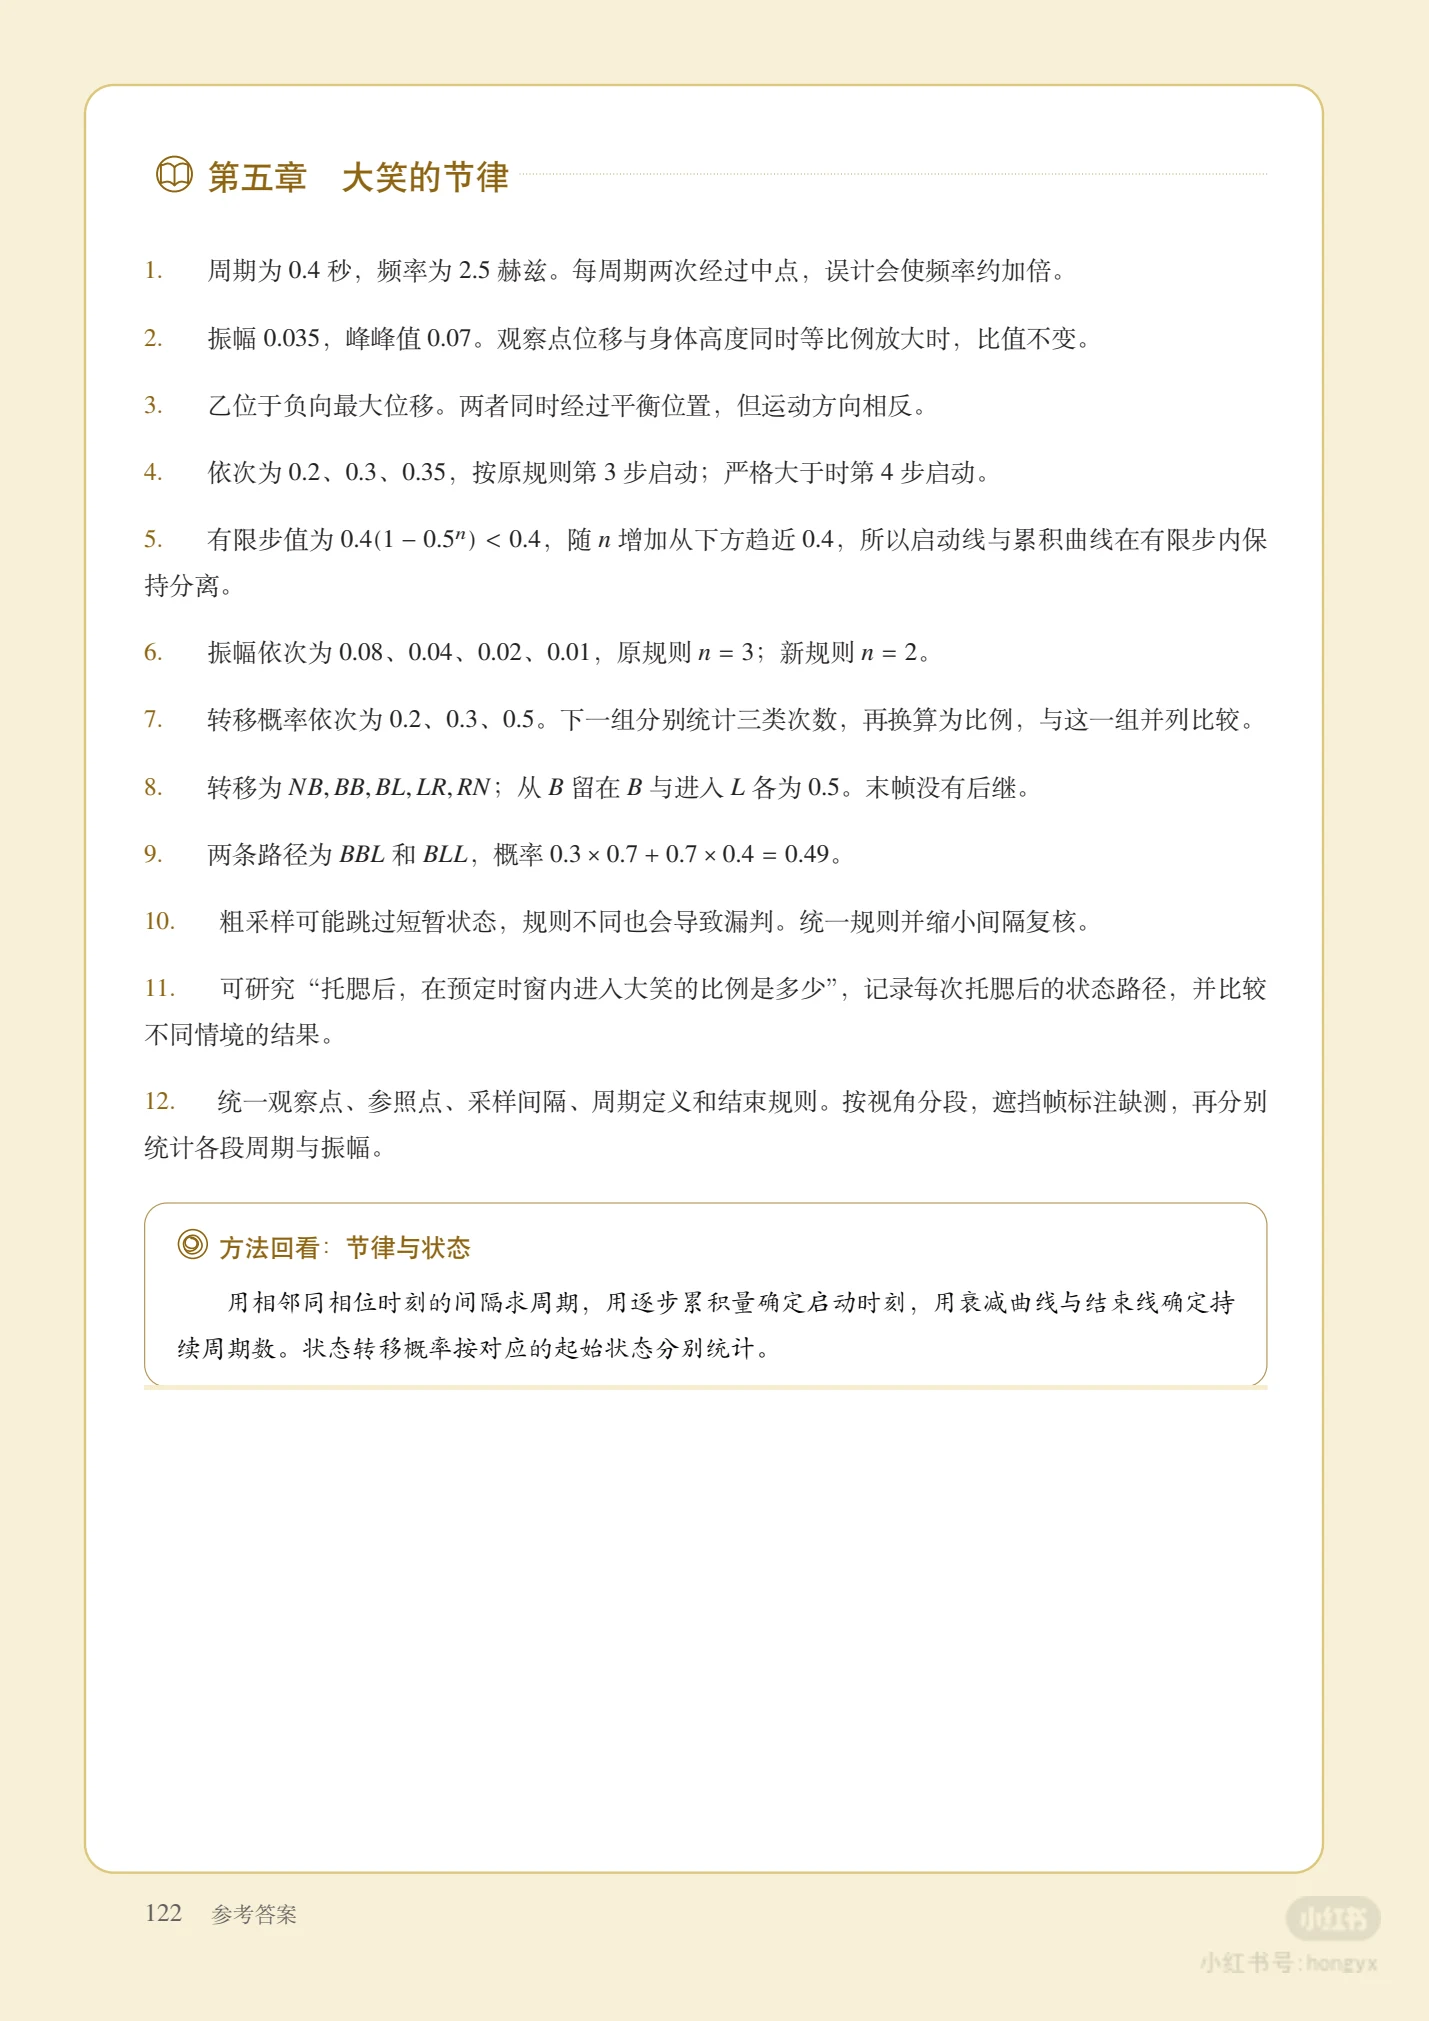 第五章 大笑的节律
1. 周期为 0.4 秒，频率为 2.5 赫兹。每周期两次经过中点，误计会使频率约加倍。
2. 振幅 0.035，峰峰值 0.07。观察点位移与身体高度同时等比例放大时，比值不变。
3. 乙位于负向最大位移。两者同时经过平衡位置，但运动方向相反。
4. 依次为 0.2、0.3、0.35，按原规则第 3 步启动；严格大于时第 4 步启动。
5. 有限步值为 0.4(1 − 0.5ⁿ) < 0.4，随 n 增加从下方趋近 0.4，所以启动线与累积曲线在有限步内保
持分离。
6. 振幅依次为 0.08、0.04、0.02、0.01，原规则 n = 3；新规则 n = 2。
7. 转移概率依次为 0.2、0.3、0.5。下一组分别统计三类次数，再换算为比例，与这一组并列比较。
8. 转移为 NB, BB, BL, LR, RN；从 B 留在 B 与进入 L 各为 0.5。末帧没有后继。
9. 两条路径为 BBL 和 BLL，概率 0.3 × 0.7 + 0.7 × 0.4 = 0.49。
10. 粗采样可能跳过短暂状态，规则不同也会导致漏判。统一规则并缩小间隔复核。
11. 可研究“托腮后，在预定时窗内进入大笑的比例是多少”，记录每次托腮后的状态路径，并比较
不同情境的结果。
12. 统一观察点、参照点、采样间隔、周期定义和结束规则。按视角分段，遮挡帧标注缺测，再分别
统计各段周期与振幅。
方法回看：节律与状态
用相邻同相位时刻的间隔求周期，用逐步累积量确定启动时刻，用衰减曲线与结束线确定持
续周期数。状态转移概率按对应的起始状态分别统计。
122 参考答案
小红书
小红书号:hongyx